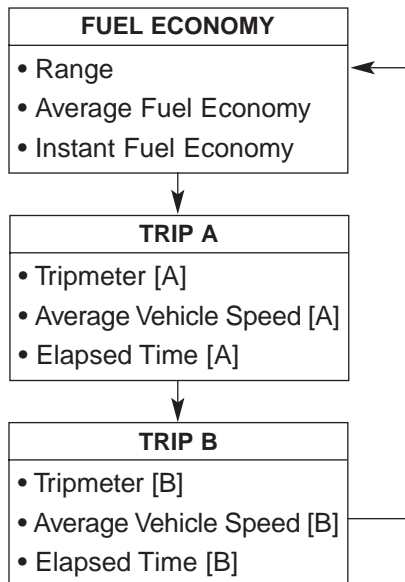 FUEL ECONOMY
• Range
• Average Fuel Economy
• Instant Fuel Economy
TRIP A
• Tripmeter [A]
• Average Vehicle Speed [A]
• Elapsed Time [A]
TRIP B
• Tripmeter [B]
• Average Vehicle Speed [B]
• Elapsed Time [B]